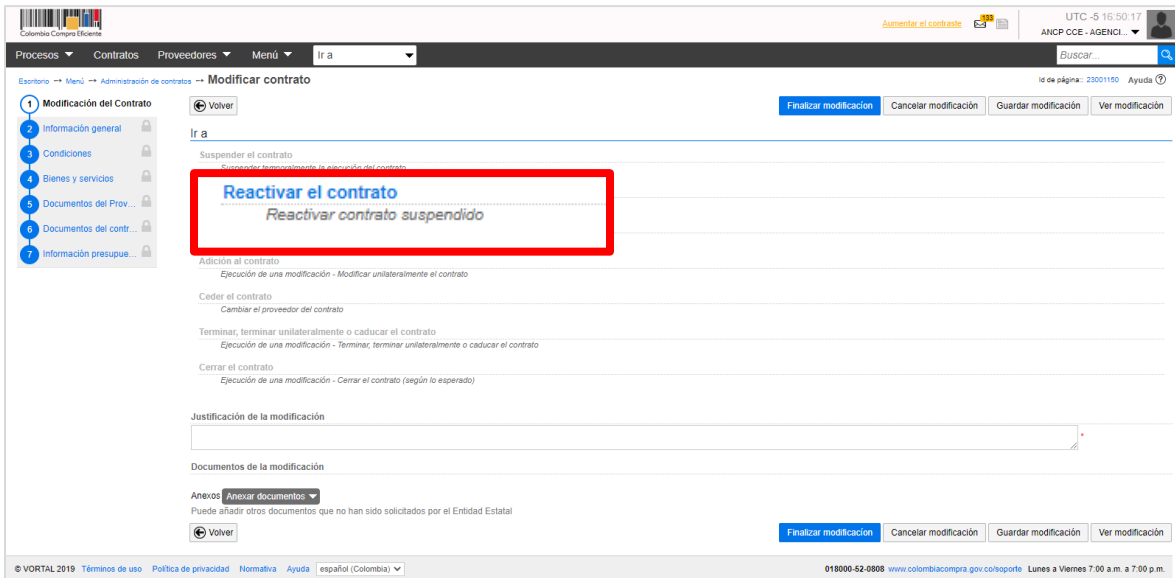 Colombia Compra Eficiente
Aumentar el contraste
133
UTC -5 16:50:17
ANCP CCE - AGENCI...
Procesos Contratos Proveedores Menú Ir a Buscar...
Escritorio → Menú → Administración de contratos → Modificar contrato
Id de página:: 23001150 Ayuda ?
1 Modificación del Contrato
2 Información general
3 Condiciones
4 Bienes y servicios
5 Documentos del Prov...
6 Documentos del contr...
7 Información presupue...
Volver
Finalizar modificacíon Cancelar modificación Guardar modificación Ver modificación
Ir a
Suspender el contrato
Suspender temporalmente la ejecución del contrato
Reactivar el contrato
Reactivar contrato suspendido
Adición al contrato
Ejecución de una modificación - Modificar unilateralmente el contrato
Ceder el contrato
Cambiar el proveedor del contrato
Terminar, terminar unilateralmente o caducar el contrato
Ejecución de una modificación - Terminar, terminar unilateralmente o caducar el contrato
Cerrar el contrato
Ejecución de una modificación - Cerrar el contrato (según lo esperado)
Justificación de la modificación
*
Documentos de la modificación
Anexos Anexar documentos
Puede añadir otros documentos que no han sido solicitados por el Entidad Estatal
Volver
Finalizar modificacíon Cancelar modificación Guardar modificación Ver modificación
© VORTAL 2019 Términos de uso Política de privacidad Normativa Ayuda español (Colombia)
018000-52-0808 www.colombiacompra.gov.co/soporte Lunes a Viernes 7:00 a.m. a 7:00 p.m.